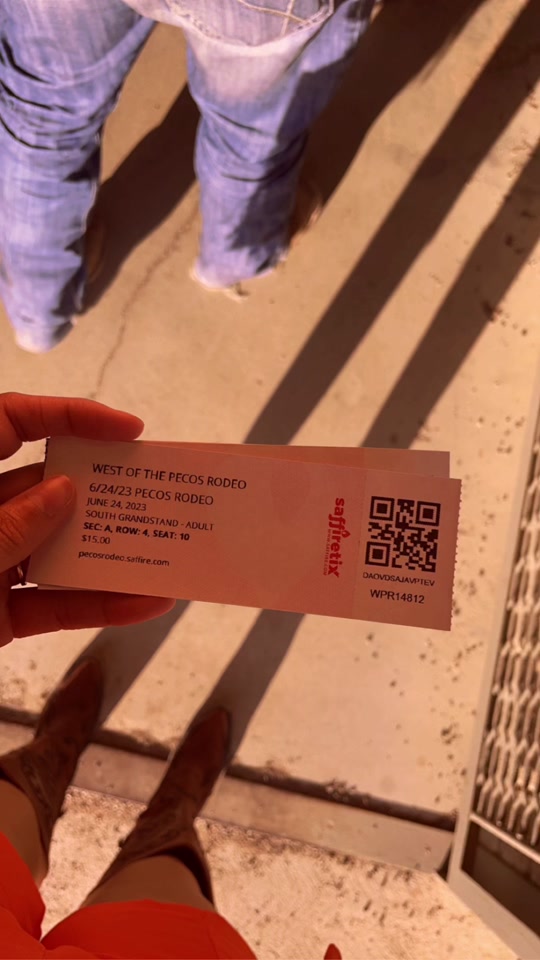 WEST OF THE PECOS RODEO
6/24/23 PECOS RODEO
JUNE 24, 2023
SOUTH GRANDSTAND - ADULT
SEC: A, ROW: 4, SEAT: 10
$15.00
pecosrodeo.saffire.com
saffiretix
WPR14812